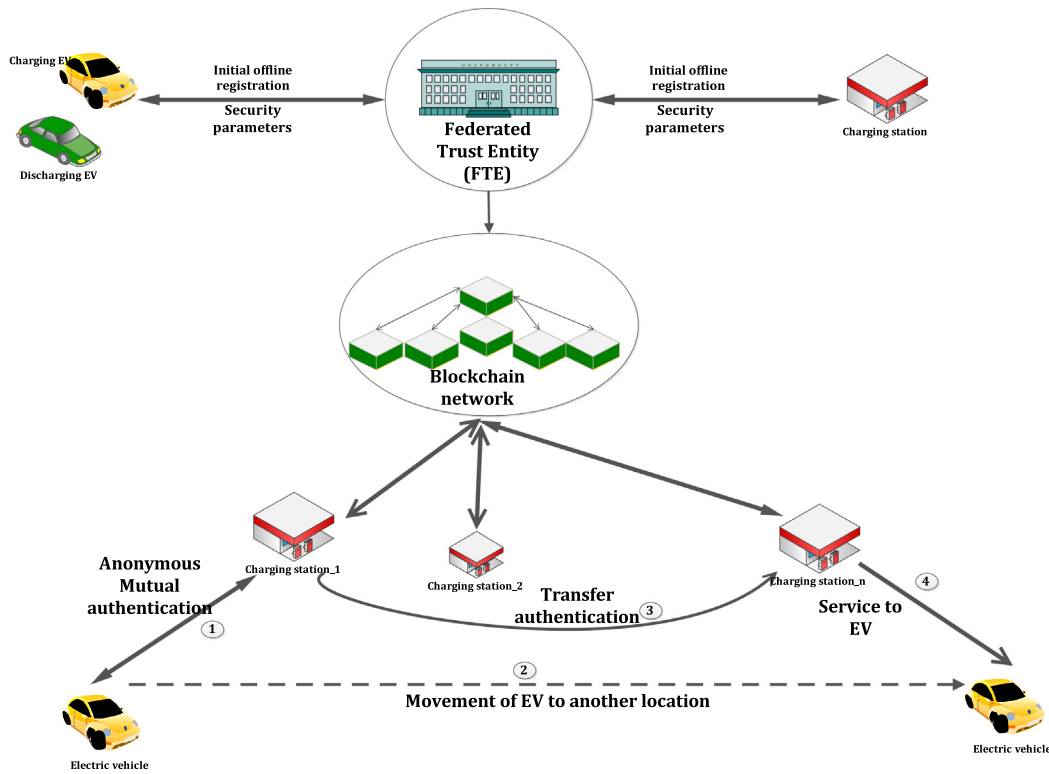 Charging EV
Initial offline
registration
Security
parameters
Discharging EV
UNIVERSITY
Federated
Trust Entity
(FTE)
Initial offline
registration
Security
parameters
Charging station
Blockchain
network
Charging station_1
Charging station_2
Charging station_n
Anonymous
Mutual
authentication
1
Transfer
authentication
3
Service to
EV
4
2
Movement of EV to another location
Electric vehicle
Electric vehicle